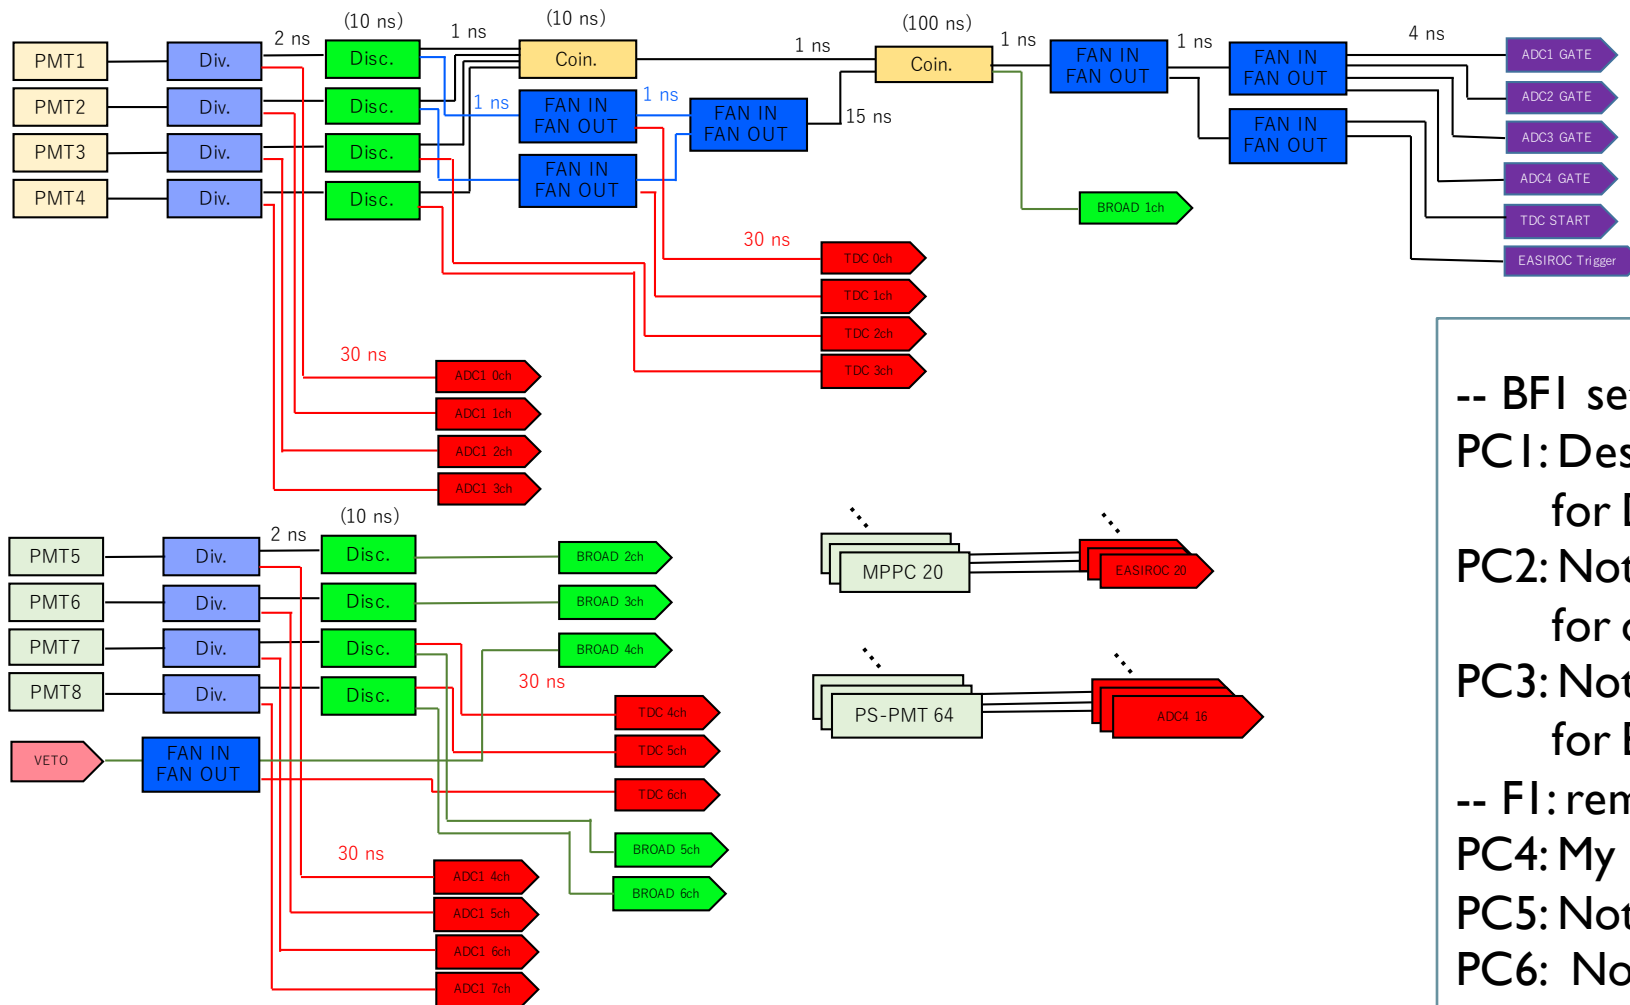 (10 ns)
(10 ns)
(100 ns)
2 ns
1 ns
1 ns
1 ns
1 ns
4 ns
PMT1
Div.
Disc.
Coin.
Coin.
FAN IN
FAN OUT
FAN IN
FAN OUT
ADC1 GATE
PMT2
Div.
Disc.
1 ns
FAN IN
FAN OUT
1 ns
FAN IN
FAN OUT
15 ns
FAN IN
FAN OUT
ADC2 GATE
PMT3
Div.
Disc.
ADC3 GATE
PMT4
Div.
Disc.
FAN IN
FAN OUT
ADC4 GATE
BROAD 1ch
TDC START
EASIROC Trigger
30 ns
TDC 0ch
TDC 1ch
TDC 2ch
TDC 3ch
30 ns
ADC1 0ch
ADC1 1ch
ADC1 2ch
ADC1 3ch
(10 ns)
2 ns
PMT5
Div.
Disc.
BROAD 2ch
PMT6
Div.
Disc.
BROAD 3ch
PMT7
Div.
Disc.
BROAD 4ch
PMT8
Div.
Disc.
30 ns
TDC 4ch
TDC 5ch
VETO
FAN IN
FAN OUT
TDC 6ch
BROAD 5ch
BROAD 6ch
30 ns
ADC1 4ch
ADC1 5ch
ADC1 6ch
ADC1 7ch
MPPC 20
EASIROC 20
PS-PMT 64
ADC4 16
-- BF1
PC1:
for
PC2:
for
PC3:
for
-- F1:
PC4: My
PC5:
PC6: